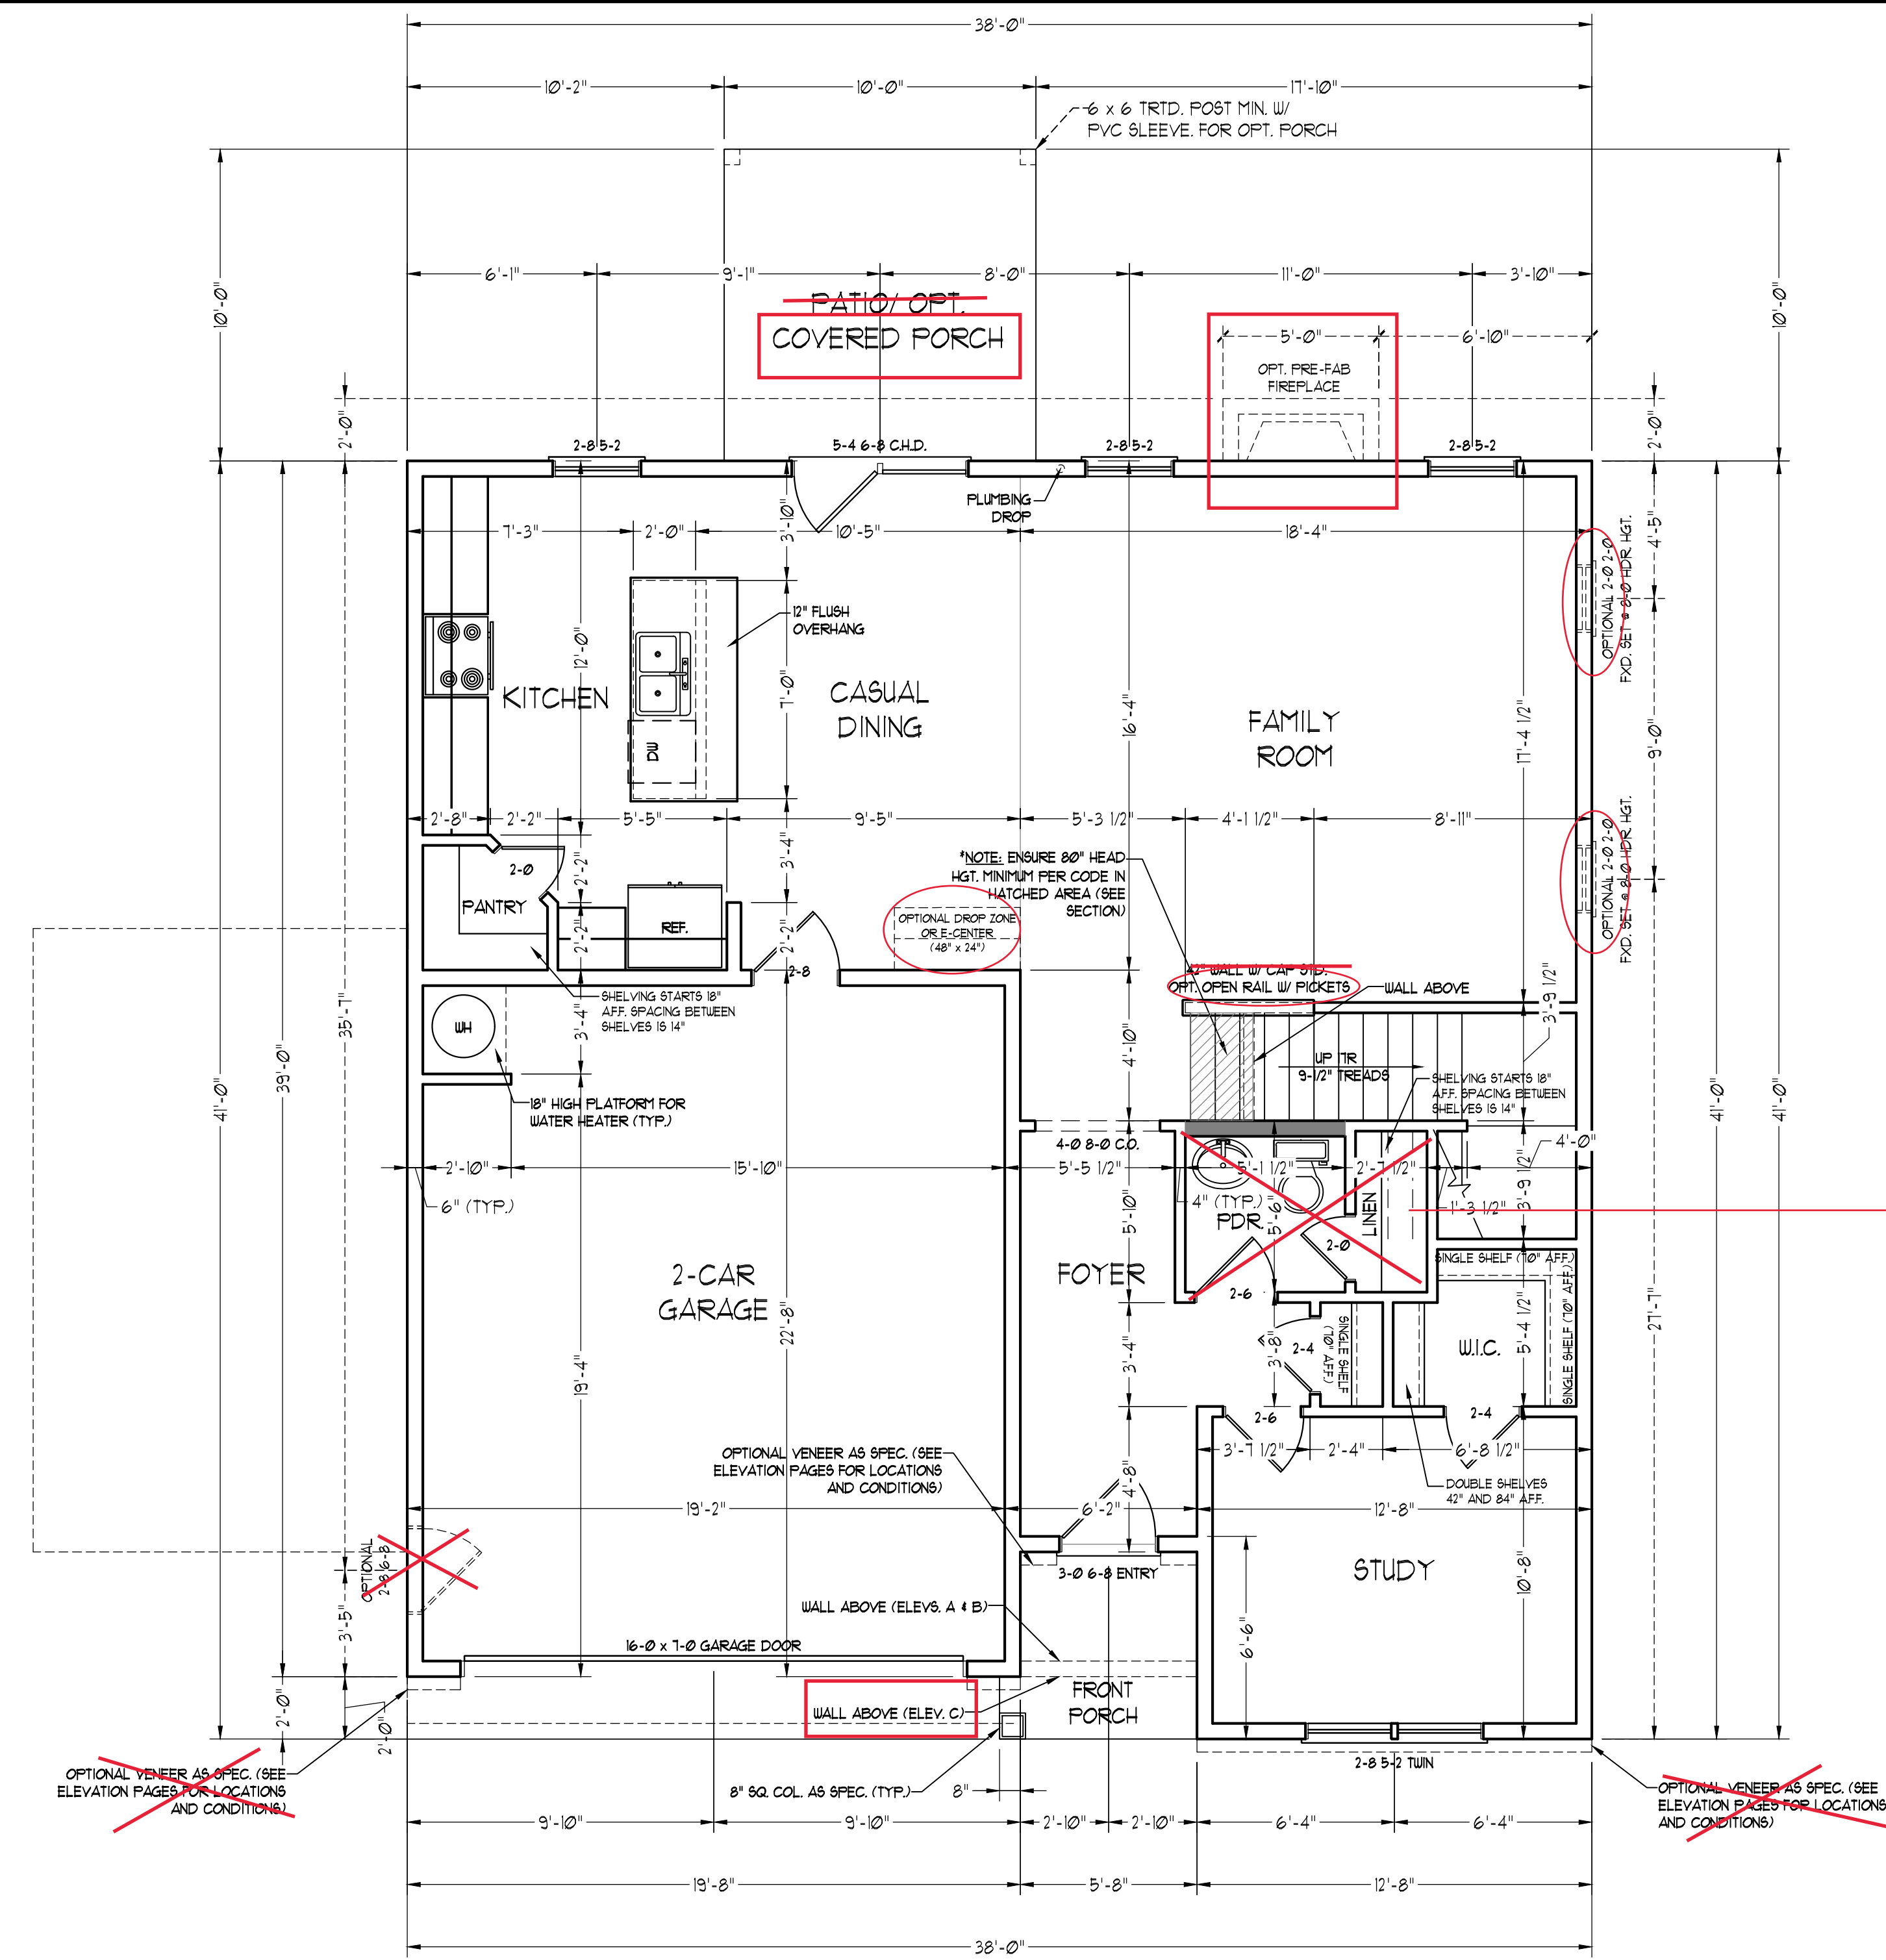 38'-0"
10'-2"
10'-0"
17'-10"
6 x 6 TRTD. POST MIN. W/
PVC SLEEVE. FOR OPT. PORCH
6'-1"
9'-1"
8'-0"
11'-0"
3'-10"
10'-0"
10'-0"
PATIO/ OPT.
COVERED PORCH
5'-0"
6'-10"
OPT. PRE-FAB
FIREPLACE
2'-0"
2'-0"
2-8 5-2
5-4 6-8 C.H.D.
2-8 5-2
2-8 5-2
PLUMBING
DROP
7'-3"
2'-0"
3'-10"
10'-5"
18'-4"
4'-5"
OPTIONAL 2-0 2-0
FXD. SET @ 8-0 HDR. HGT.
12" FLUSH
OVERHANG
12'-0"
7'-0"
KITCHEN
CASUAL
DINING
FAMILY
ROOM
16'-4"
17'-4 1/2"
9'-0"
DW
2'-8"
2'-2"
5'-5"
9'-5"
5'-3 1/2"
4'-1 1/2"
8'-11"
OPTIONAL 2-0 2-0
FXD. SET @ 8-0 HDR. HGT.
3'-4"
2'-2"
2-0
*NOTE: ENSURE 80" HEAD
HGT. MINIMUM PER CODE IN
HATCHED AREA (SEE
SECTION)
PANTRY
REF.
2'-2"
2'-2"
OPTIONAL DROP ZONE
OR E-CENTER
(48" x 24")
2-8
42" WALL W/ CAP STD.
OPT. OPEN RAIL W/ PICKETS
WALL ABOVE
SHELVING STARTS 18"
A.F.F. SPACING BETWEEN
SHELVES IS 14"
WH
3'-4"
35'-7"
39'-0"
41'-0"
4'-10"
3'-9 1/2"
UP 7R
9-1/2" TREADS
SHELVING STARTS 18"
A.F.F. SPACING BETWEEN
SHELVES IS 14"
41'-0"
41'-0"
18" HIGH PLATFORM FOR
WATER HEATER (TYP.)
4-0 8-0 C.O.
4'-0"
2'-10"
15'-10"
5'-5 1/2"
5'-1 1/2"
2'-7 1/2"
3'-9 1/2"
6" (TYP.)
4" (TYP.)
1'-3 1/2"
5'-10"
PDR.
5'-6"
LINEN
2-0
2-6
2-CAR
GARAGE
22'-8"
FOYER
SINGLE SHELF (70" A.F.F.)
SINGLE SHELF (70" A.F.F.)
5'-4 1/2"
27'-7"
W.I.C.
19'-4"
3'-4"
3'-8"
2-4
SINGLE SHELF
(70" A.F.F.)
2-6
2-4
OPTIONAL VENEER AS SPEC. (SEE
ELEVATION PAGES FOR LOCATIONS
AND CONDITIONS)
3'-7 1/2"
2'-4"
6'-8 1/2"
4'-8"
DOUBLE SHELVES
42" AND 84" A.F.F.
19'-2"
6'-2"
12'-8"
OPTIONAL
2-8 6-8
3-0 6-8 ENTRY
STUDY
10'-8"
3'-5"
WALL ABOVE (ELEVS. A & B)
6'-6"
16-0 x 7-0 GARAGE DOOR
2'-0"
2'-0"
WALL ABOVE (ELEV. C)
FRONT
PORCH
OPTIONAL VENEER AS SPEC. (SEE
ELEVATION PAGES FOR LOCATIONS
AND CONDITIONS)
8" SQ. COL. AS SPEC. (TYP.)
8"
2-8 5-2 TWIN
OPTIONAL VENEER AS SPEC. (SEE
ELEVATION PAGES FOR LOCATIONS
AND CONDITIONS)
9'-10"
9'-10"
2'-10"
2'-10"
6'-4"
6'-4"
19'-8"
5'-8"
12'-8"
38'-0"